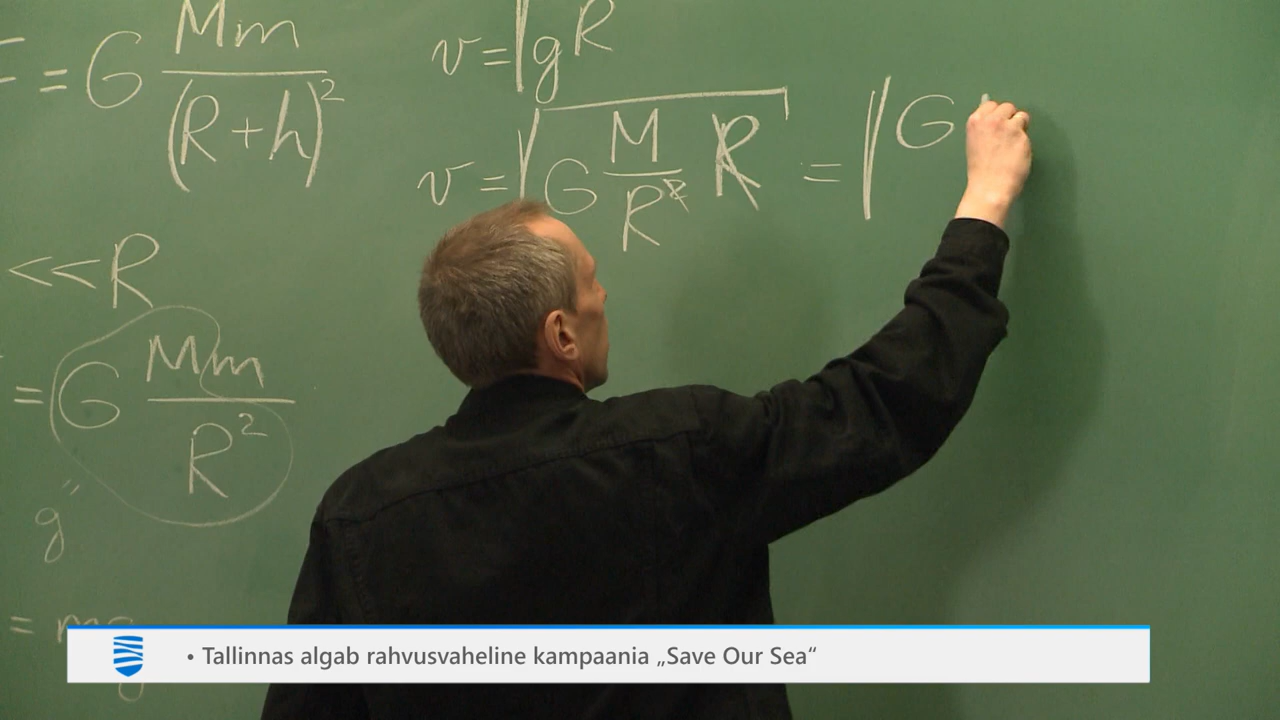 F = G Mm / (R+h)²
v = √gR
v = √G M / R² R = √G
<<R
= G Mm / R²
g
= mg
• Tallinnas algab rahvusvaheline kampaania „Save Our Sea“